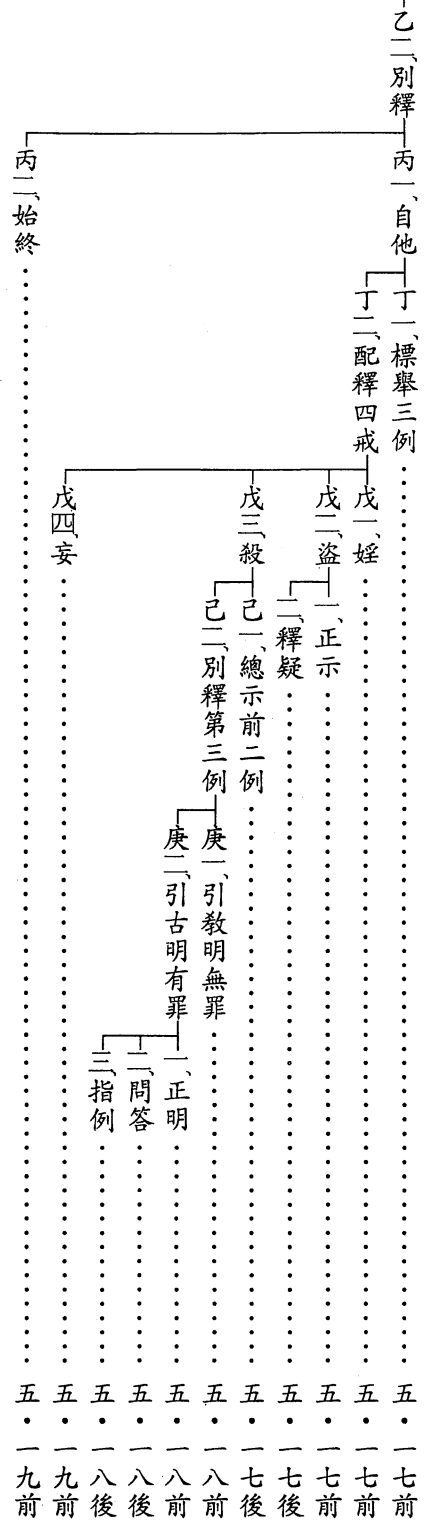 乙二、別釋
丙一、自他
丁一、標舉三例……五・一七前
丁二、配釋四戒
戊一、婬……五・一七前
戊二、盜
一、正示……五・一七前
二、釋疑……五・一七後
戊三、殺
己一、總示前二例……五・一七後
己二、別釋第三例
庚一、引教明無罪……五・一八前
庚二、引古明有罪
一、正明……五・一八前
二、問答……五・一八後
三、指例……五・一八後
戊四、妄……五・一九前
丙二、始終……五・一九前